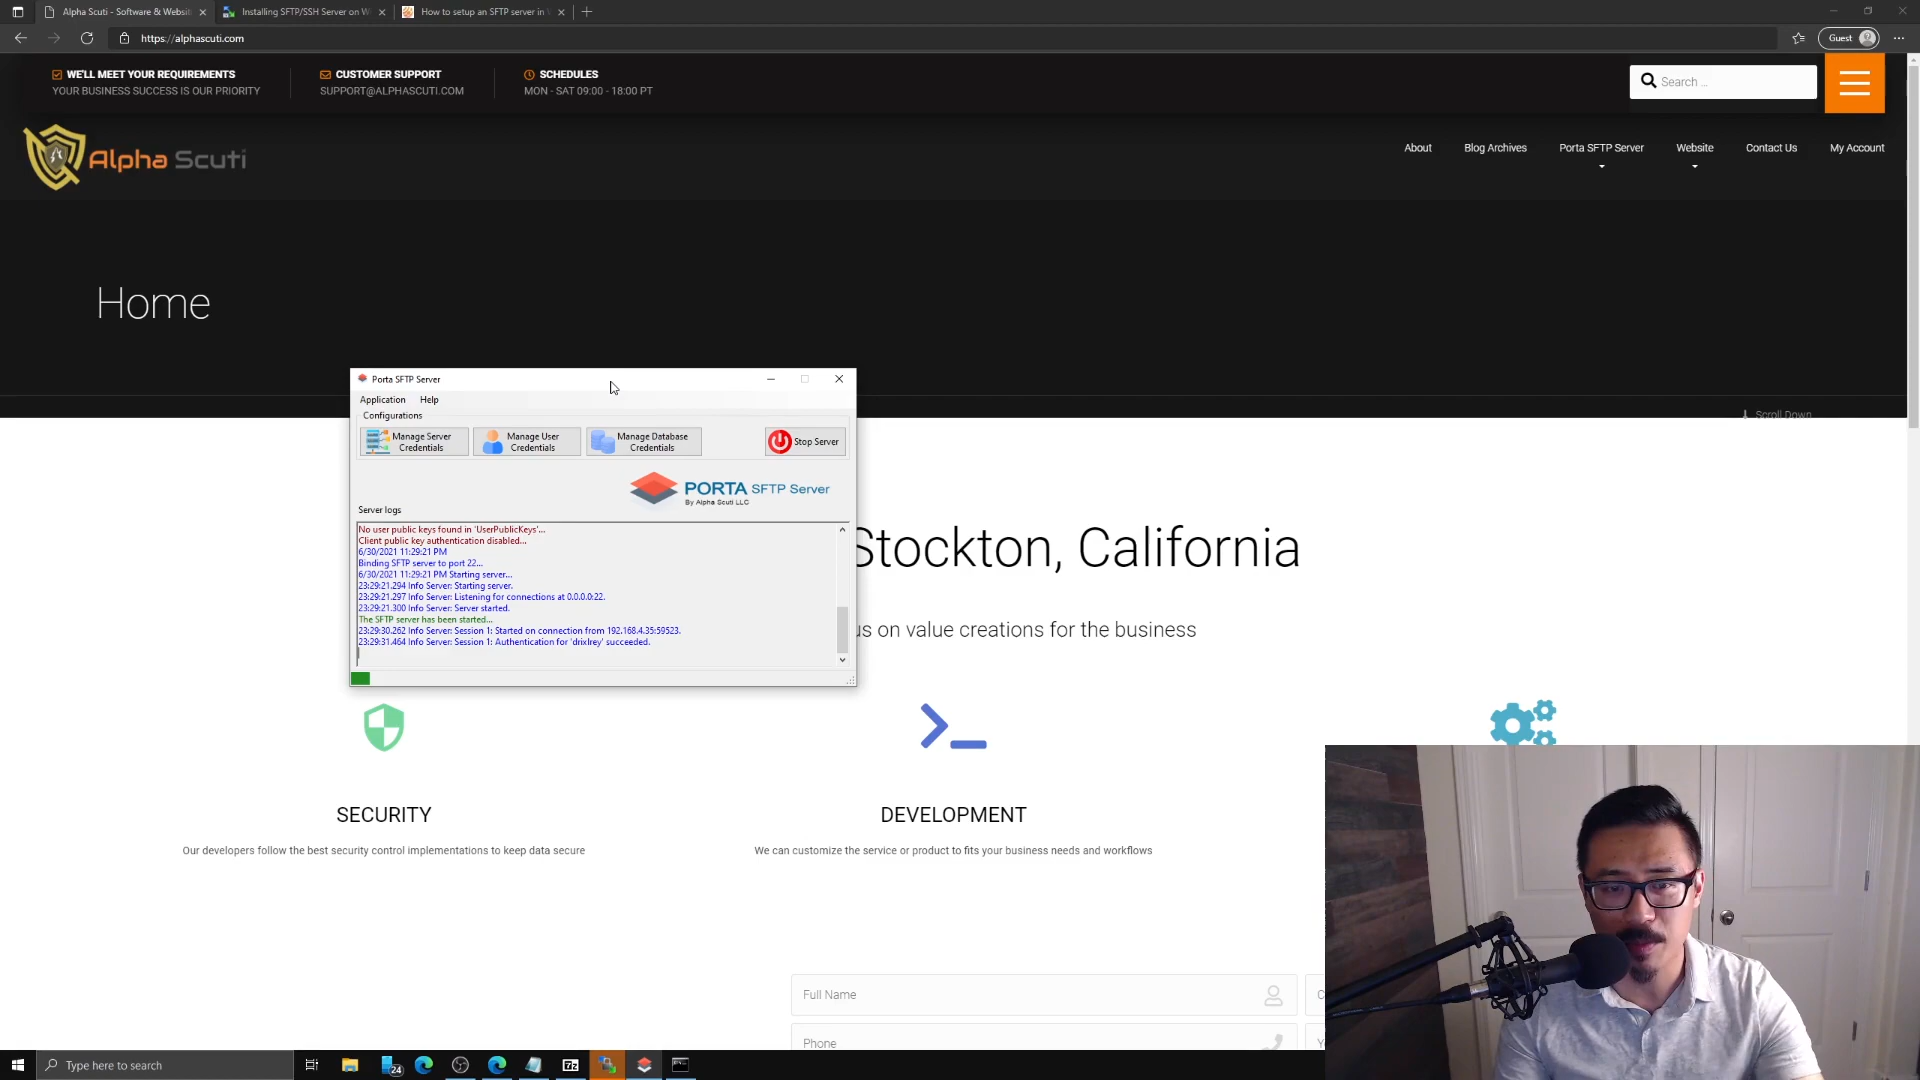 Alpha Scuti - Software & Websit
Installing SFTP/SSH Server on W
How to setup an SFTP server in
https://alphascuti.com
Guest
WE'LL MEET YOUR REQUIREMENTS
YOUR BUSINESS SUCCESS IS OUR PRIORITY
CUSTOMER SUPPORT
SUPPORT@ALPHASCUTI.COM
SCHEDULES
MON - SAT 09:00 - 18:00 PT
Search ...
Alpha Scuti
About
Blog Archives
Porta SFTP Server
Website
Contact Us
My Account
Home
Scroll Down
Porta SFTP Server
Application Help
Configurations
Manage Server
Credentials
Manage User
Credentials
Manage Database
Credentials
Stop Server
PORTA SFTP Server
By Alpha Scuti LLC
Server logs
No user public keys found in 'UserPublicKeys'...
Client public key authentication disabled...
6/30/2021 11:29:21 PM
Binding SFTP server to port 22...
6/30/2021 11:29:21 PM Starting server...
23:29:21.294 Info Server: Starting server.
23:29:21.297 Info Server: Listening for connections at 0.0.0.0:22.
23:29:21.300 Info Server: Server started.
The SFTP server has been started...
23:29:30.262 Info Server: Session 1: Started on connection from 192.168.4.35:59523.
23:29:31.464 Info Server: Session 1: Authentication for 'drixlrey' succeeded.
Stockton, California
us on value creations for the business
SECURITY
Our developers follow the best security control implementations to keep data secure
DEVELOPMENT
We can customize the service or product to fits your business needs and workflows
Full Name
Phone
Type here to search
24